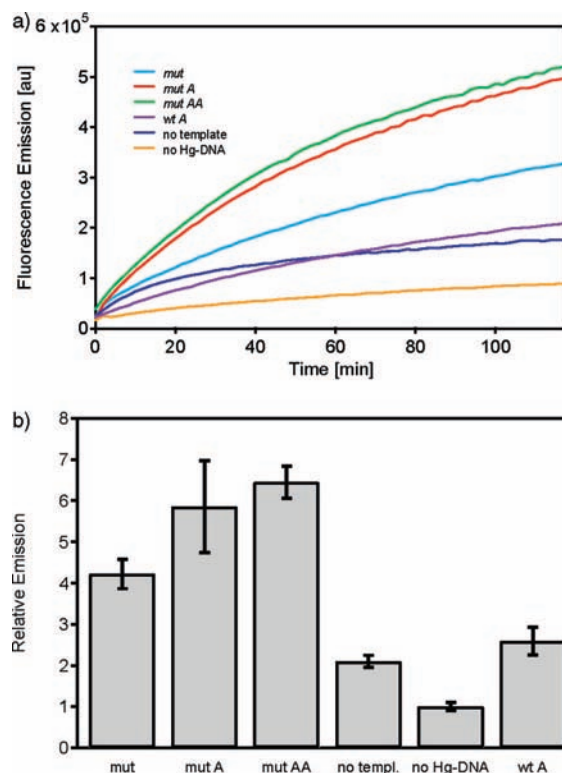 a)
6 x 10⁵
5
4
3
2
1
0
Fluorescence Emission [au]
mut
mut A
mut AA
wt A
no template
no Hg-DNA
0 20 40 60 80 100
Time [min]
b)
8
7
6
5
4
3
2
1
0
Relative Emission
mut mut A mut AA no templ. no Hg-DNA wt A